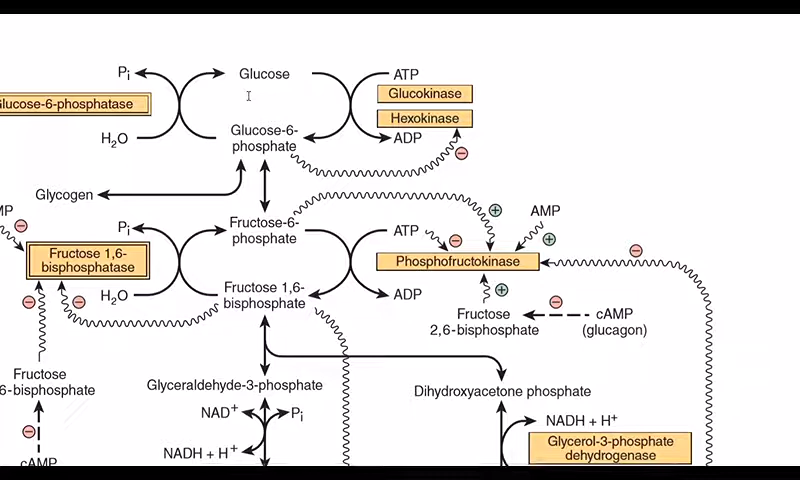 Pi
Glucose
ATP
Glucokinase
Glucose-6-phosphatase
Hexokinase
H2O
Glucose-6-
phosphate
ADP
−
Glycogen
MP
−
Pi
Fructose-6-
phosphate
ATP
−
+
AMP
+
−
Fructose 1,6-
bisphosphatase
Phosphofructokinase
−
−
H2O
Fructose 1,6-
bisphosphate
ADP
+
−
Fructose
2,6-bisphosphate
cAMP
(glucagon)
Fructose
6-bisphosphate
Glyceraldehyde-3-phosphate
Dihydroxyacetone phosphate
NAD+
Pi
NADH + H+
−
NADH + H+
Glycerol-3-phosphate
dehydrogenase
cAMP